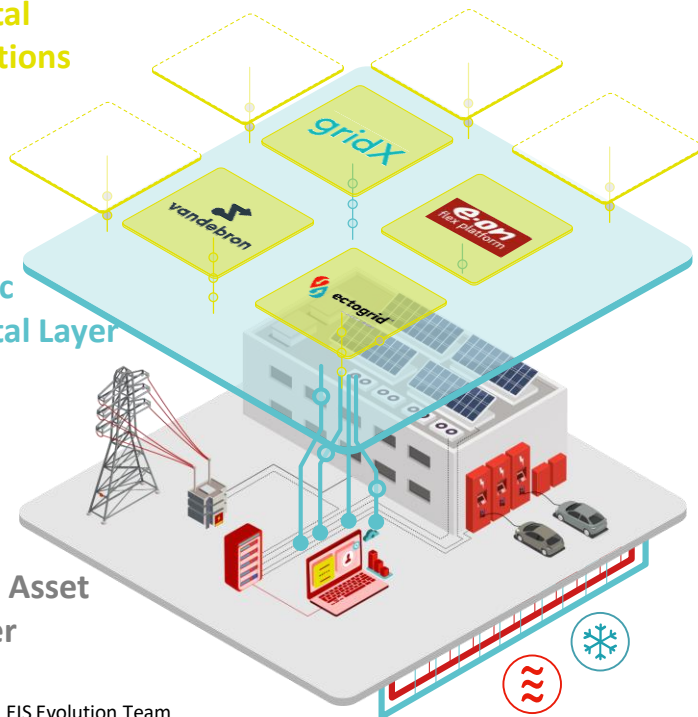 tal
tions
gridX
vandebron
e·on
flex platform
ectogrid
c
tal Layer
Asset
er
EIS Evolution Team